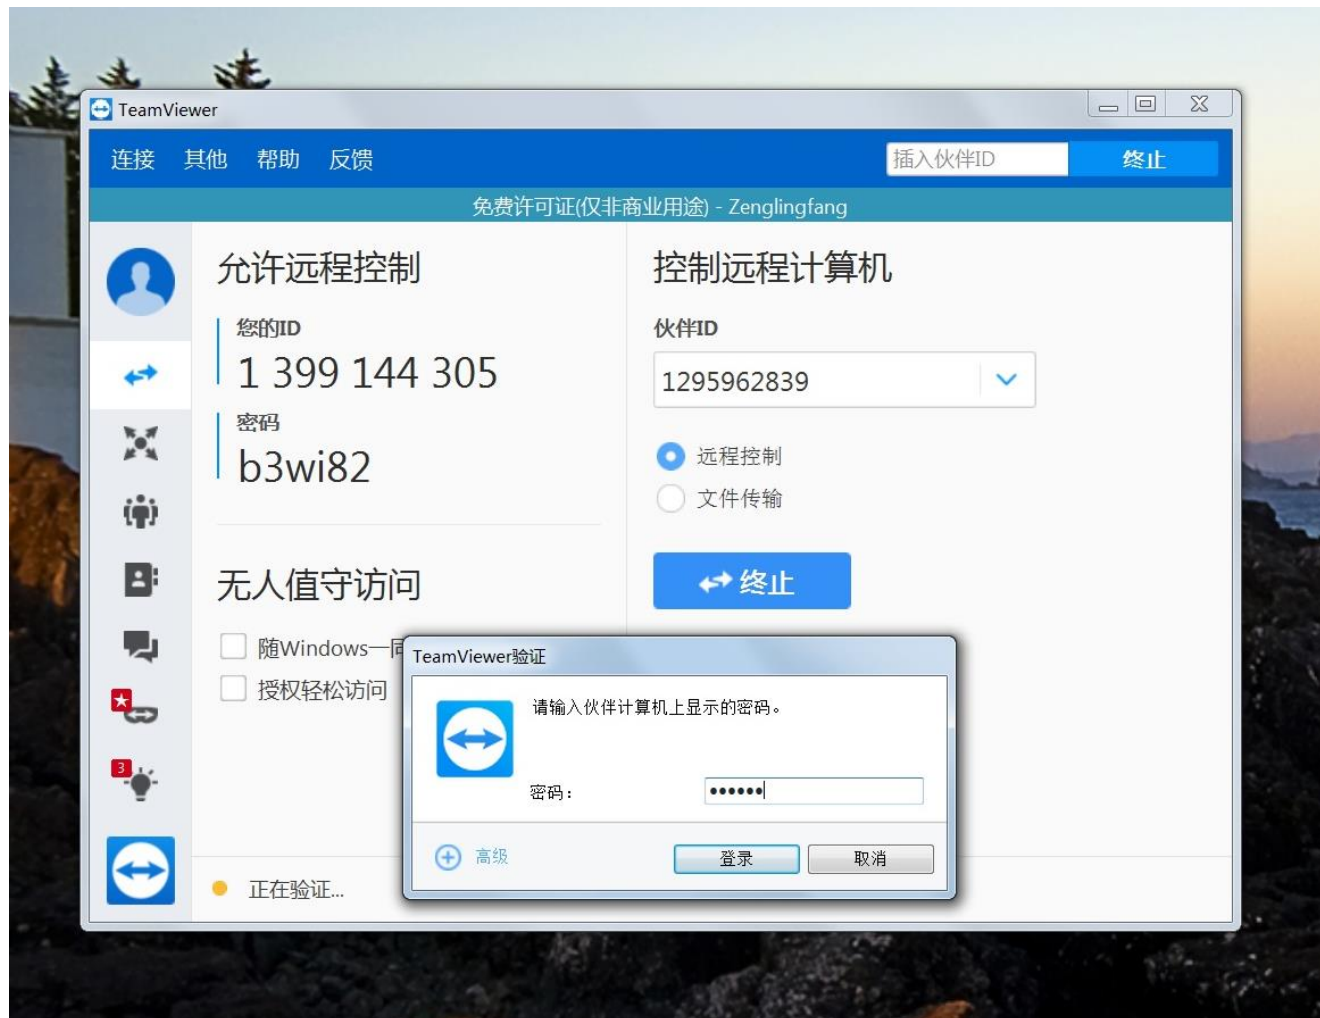 TeamViewer
连接 其他 帮助 反馈 插入伙伴ID 终止
免费许可证(仅非商业用途) - Zenglingfang
允许远程控制
您的ID
1 399 144 305
密码
b3wi82
无人值守访问
随Windows一同
授权轻松访问
控制远程计算机
伙伴ID
1295962839
远程控制
文件传输
终止
3
正在验证...
TeamViewer验证
请输入伙伴计算机上显示的密码。
密码:
高级
登录 取消